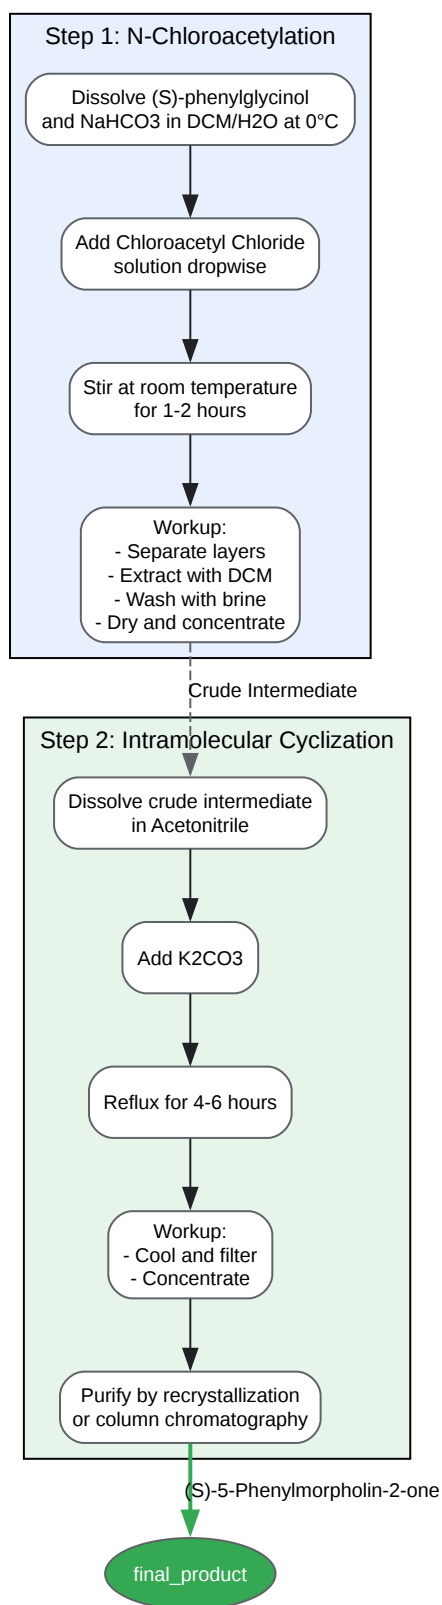 Step 1: N-Chloroacetylation
Dissolve (S)-phenylglycinol
and NaHCO3 in DCM/H2O at 0°C
Add Chloroacetyl Chloride
solution dropwise
Stir at room temperature
for 1-2 hours
Workup:
- Separate layers
- Extract with DCM
- Wash with brine
- Dry and concentrate
Crude Intermediate
Step 2: Intramolecular Cyclization
Dissolve crude intermediate
in Acetonitrile
Add K2CO3
Reflux for 4-6 hours
Workup:
- Cool and filter
- Concentrate
Purify by recrystallization
or column chromatography
(S)-5-Phenylmorpholin-2-one
final_product